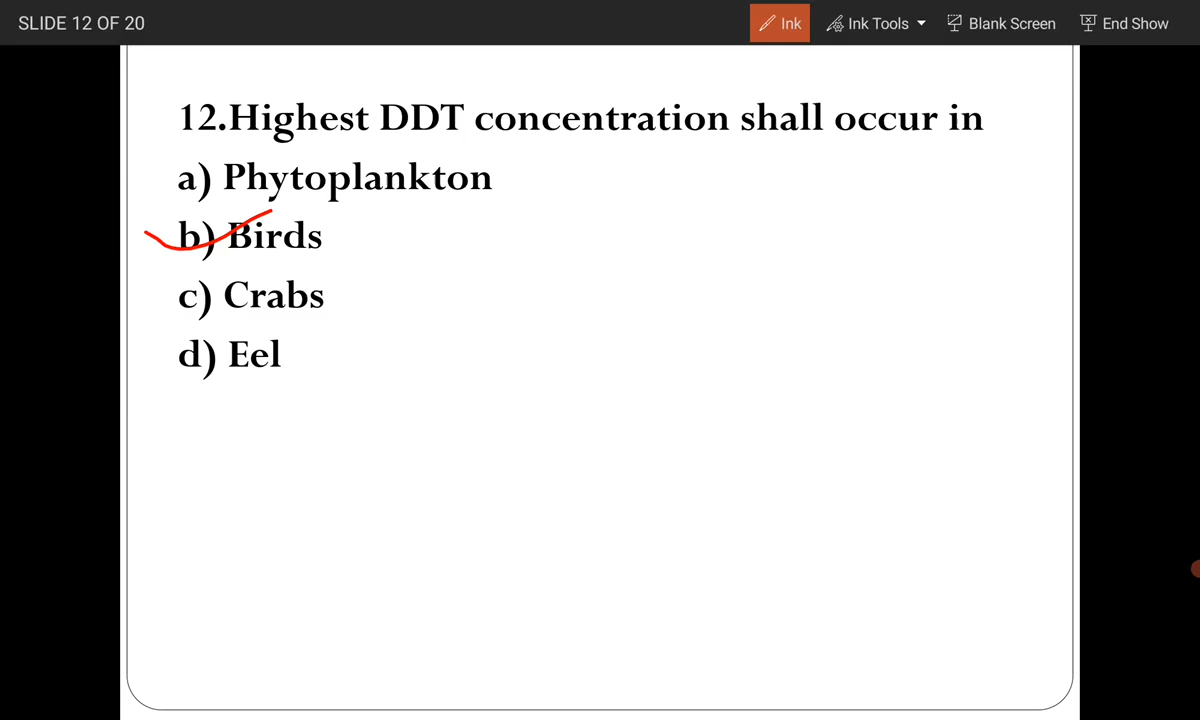 SLIDE 12 OF 20 Ink Ink Tools Blank Screen End Show
12.Highest DDT concentration shall occur in
a) Phytoplankton
b) Birds
c) Crabs
d) Eel